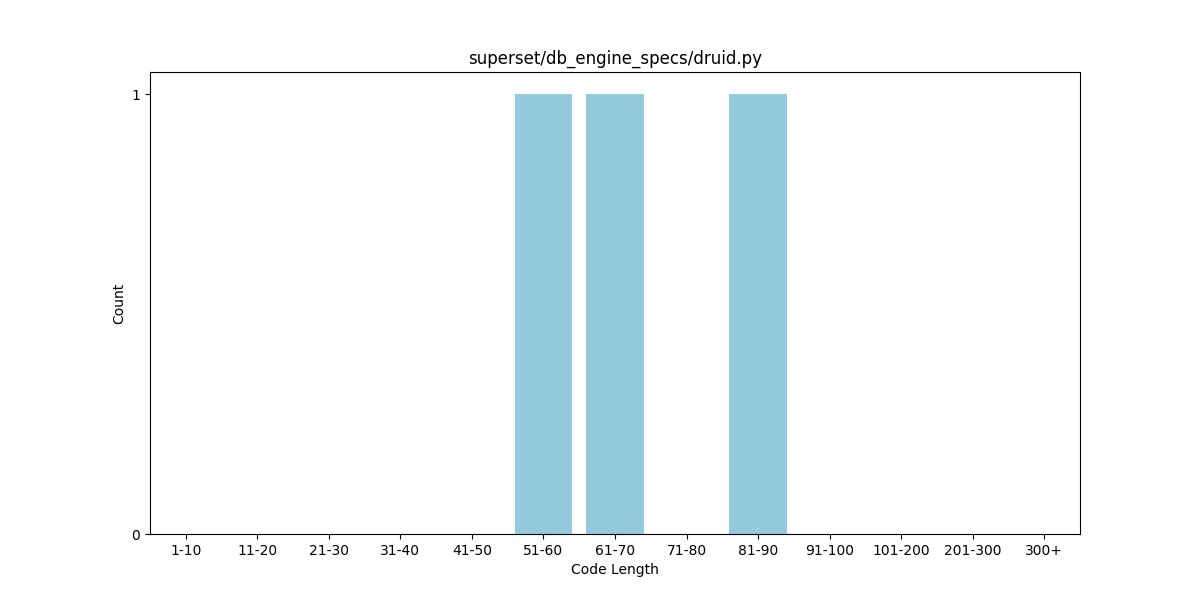 superset/db_engine_specs/druid.py
Count
1
0
1-10 11-20 21-30 31-40 41-50 51-60 61-70 71-80 81-90 91-100 101-200 201-300 300+
Code Length